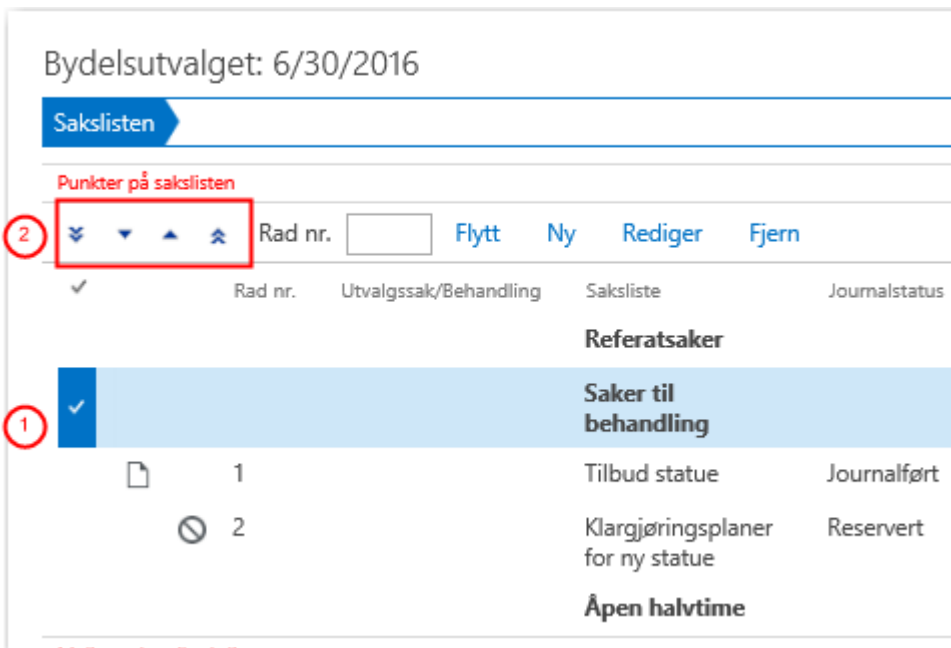 Bydelsutvalget: 6/30/2016
Sakslisten
Punkter på sakslisten
2 Rad nr. Flytt Ny Rediger Fjern
Rad nr. Utvalgssak/Behandling Saksliste Journalstatus
Referatsaker
1 Saker til
behandling
1 Tilbud statue Journalført
2 Klargjøringsplaner Reservert
for ny statue
Åpen halvtime